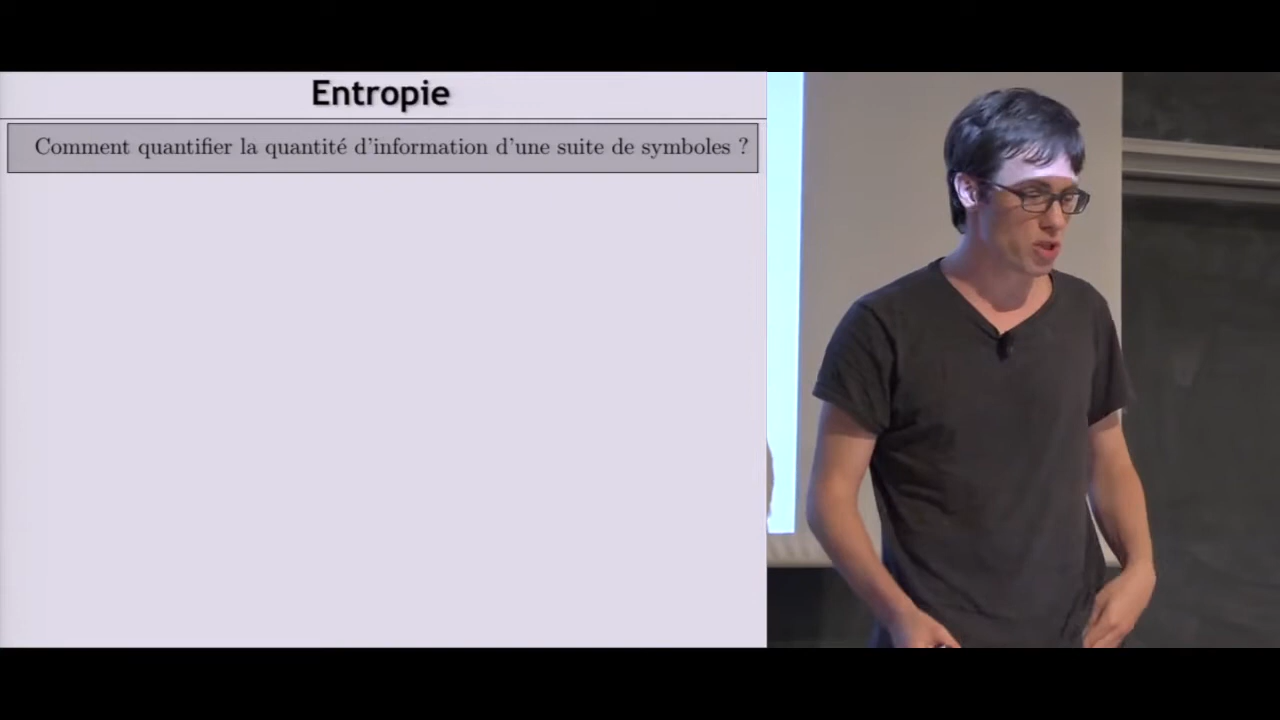 Entropie
Comment quantifier la quantité d'information d'une suite de symboles ?